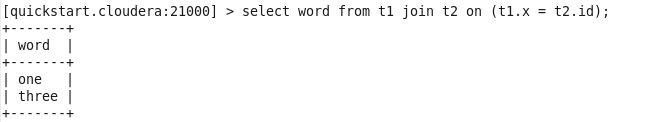 [quickstart.cloudera:21000] > select word from t1 join t2 on (t1.x = t2.id);
+-------+
| word  |
+-------+
| one   |
| three |
+-------+